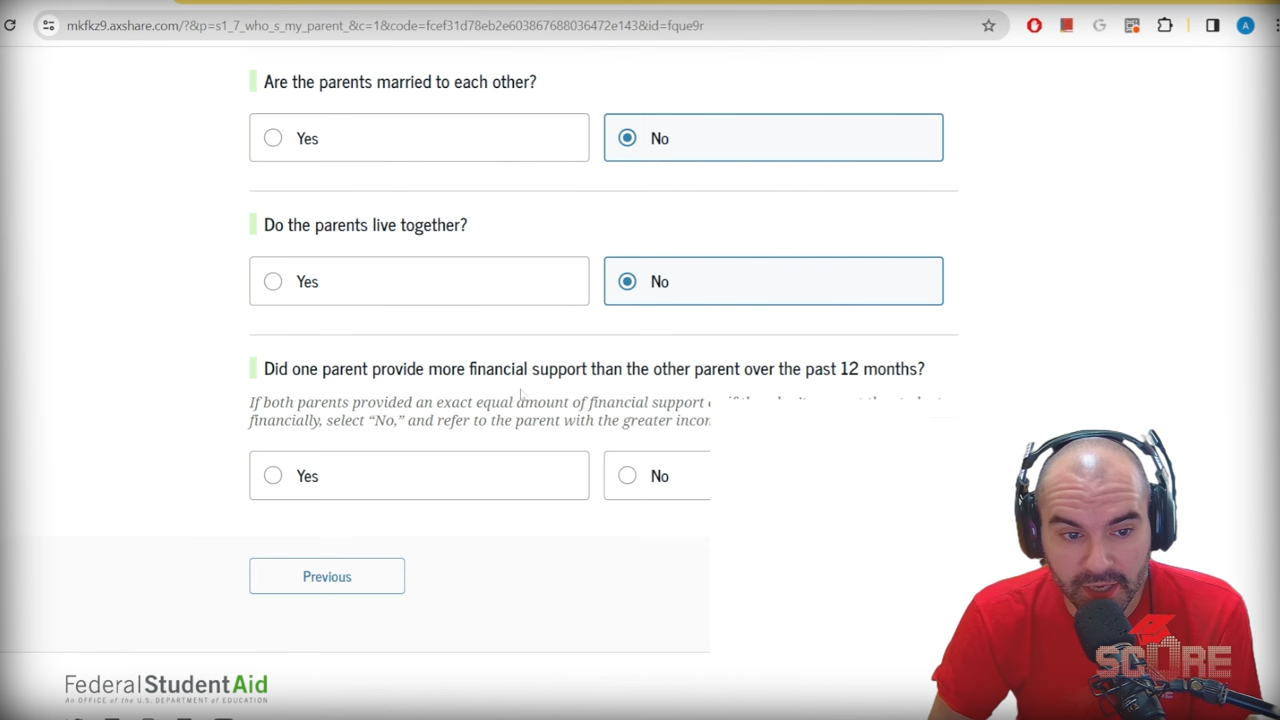 mkfkz9.axshare.com/?&p=s1_7_who_s_my_parent_&c=1&code=fcef31d78eb2e603867688036472e143&id=fque9r
A
Are the parents married to each other?
Yes No
Do the parents live together?
Yes No
Did one parent provide more financial support than the other parent over the past 12 months?
If both parents provided an exact equal amount of financial support
financially, select “No,” and refer to the parent with the greater incom
Yes No
Previous
Federal Student Aid
An OFFICE of the U.S. DEPARTMENT of EDUCATION